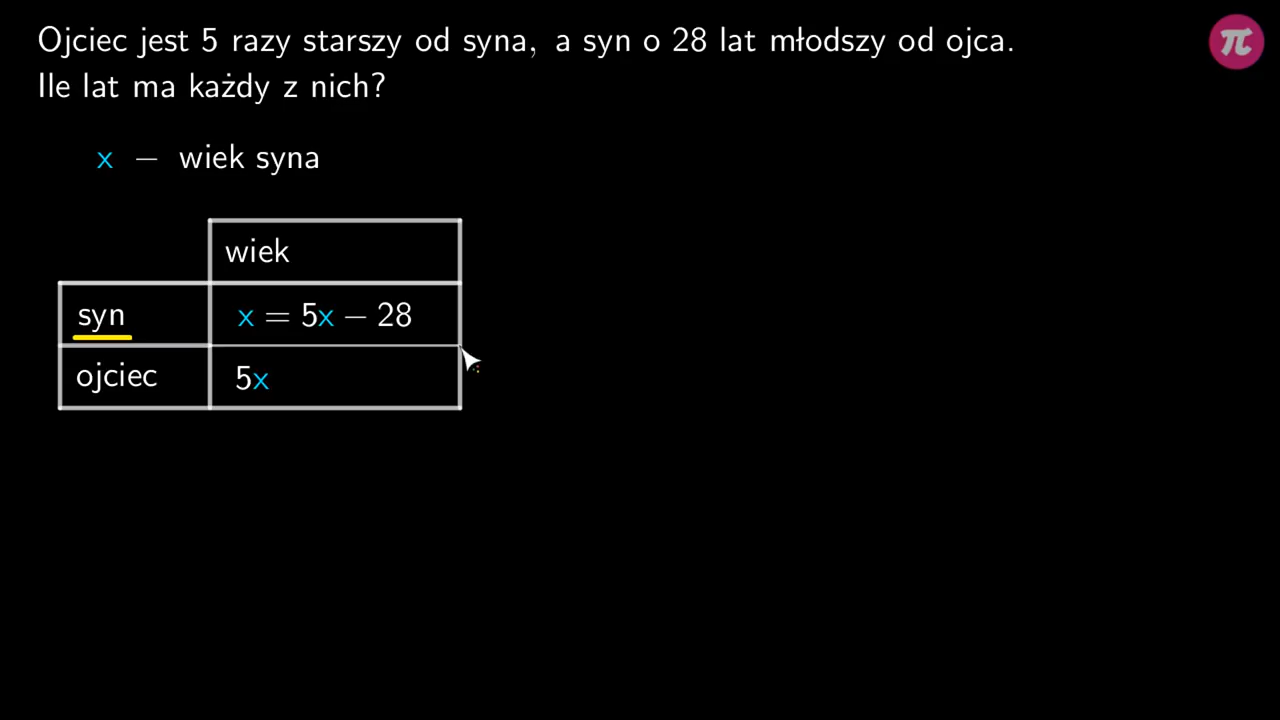 Ojciec jest 5 razy starszy od syna, a syn o 28 lat młodszy od ojca.
Ile lat ma każdy z nich?
x – wiek syna
wiek
syn x = 5x − 28
ojciec 5x
π